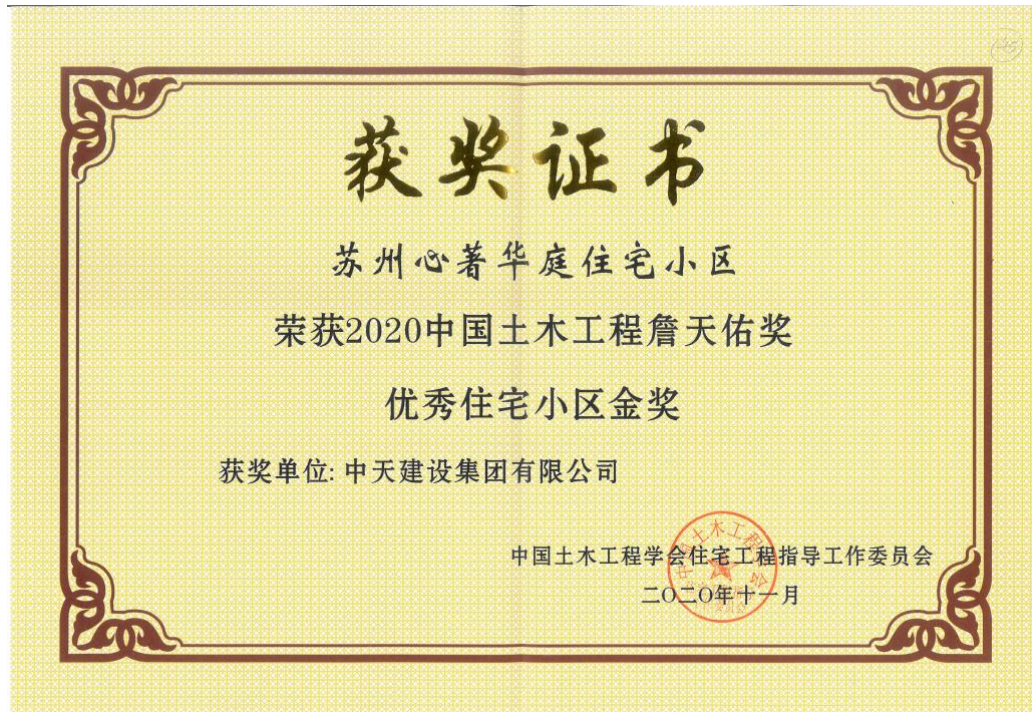 45
获奖证书
苏州心著华庭住宅小区
荣获2020中国土木工程詹天佑奖
优秀住宅小区金奖
获奖单位:中天建设集团有限公司
中国土木工程学会住宅工程指导工作委员会
二〇二〇年十一月